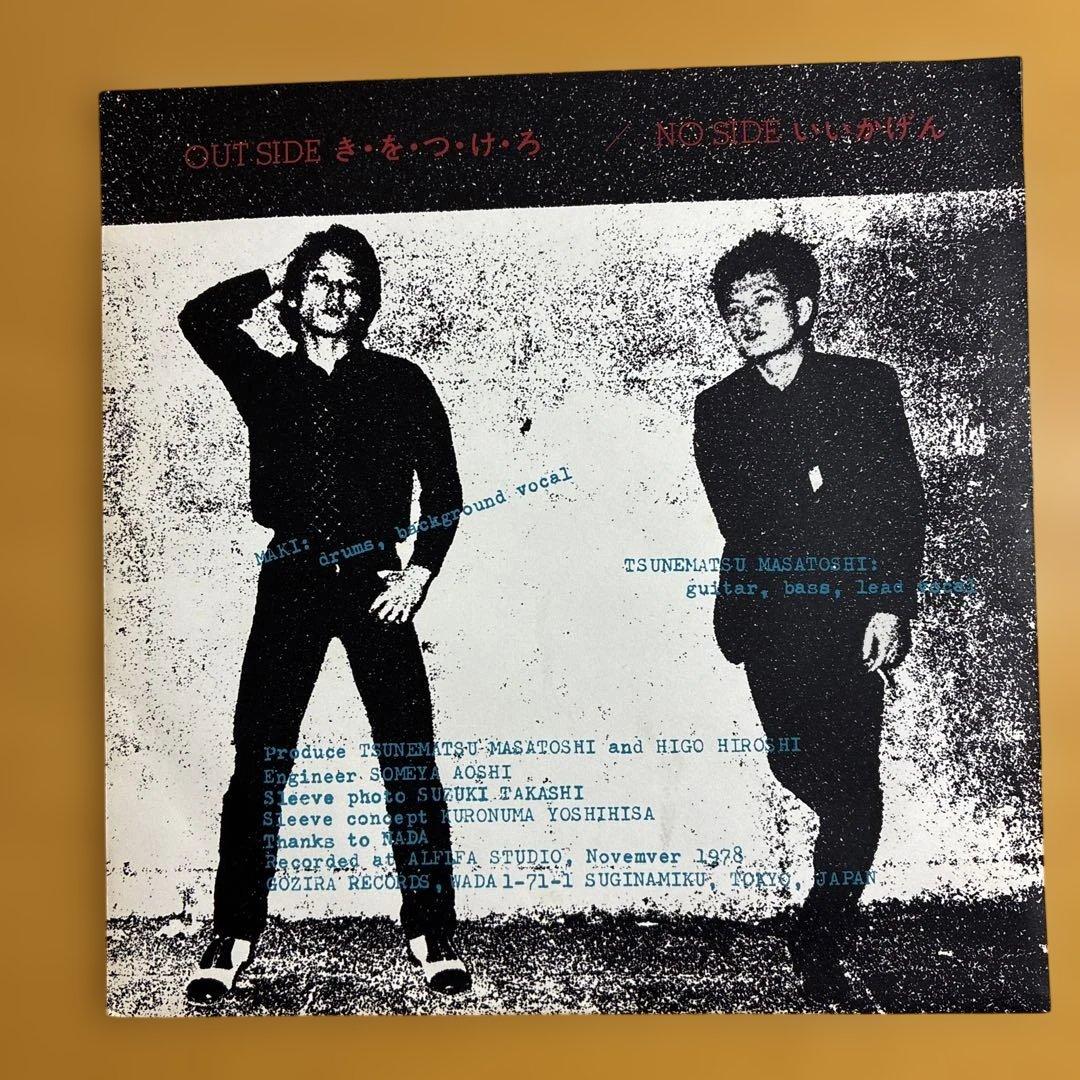 OUT SIDE き・を・つ・け・ろ / NO SIDE いいかげん
MAKI:
drums, background vocal
TSUNEMATSU MASATOSHI:
guitar, bass, lead vocal
Produce TSUNEMATSU MASATOSHI and HIGO HIROSHI
Engineer SOMEYA AOSHI
Sleeve photo SUZUKI TAKASHI
Sleeve concept KURONUMA YOSHIHISA
Thanks to NADA
Recorded at ALFIFA STUDIO, Novemver 1978
GOZIRA RECORDS, WADA 1-71-1 SUGINAMIKU, TOKYO, JAPAN